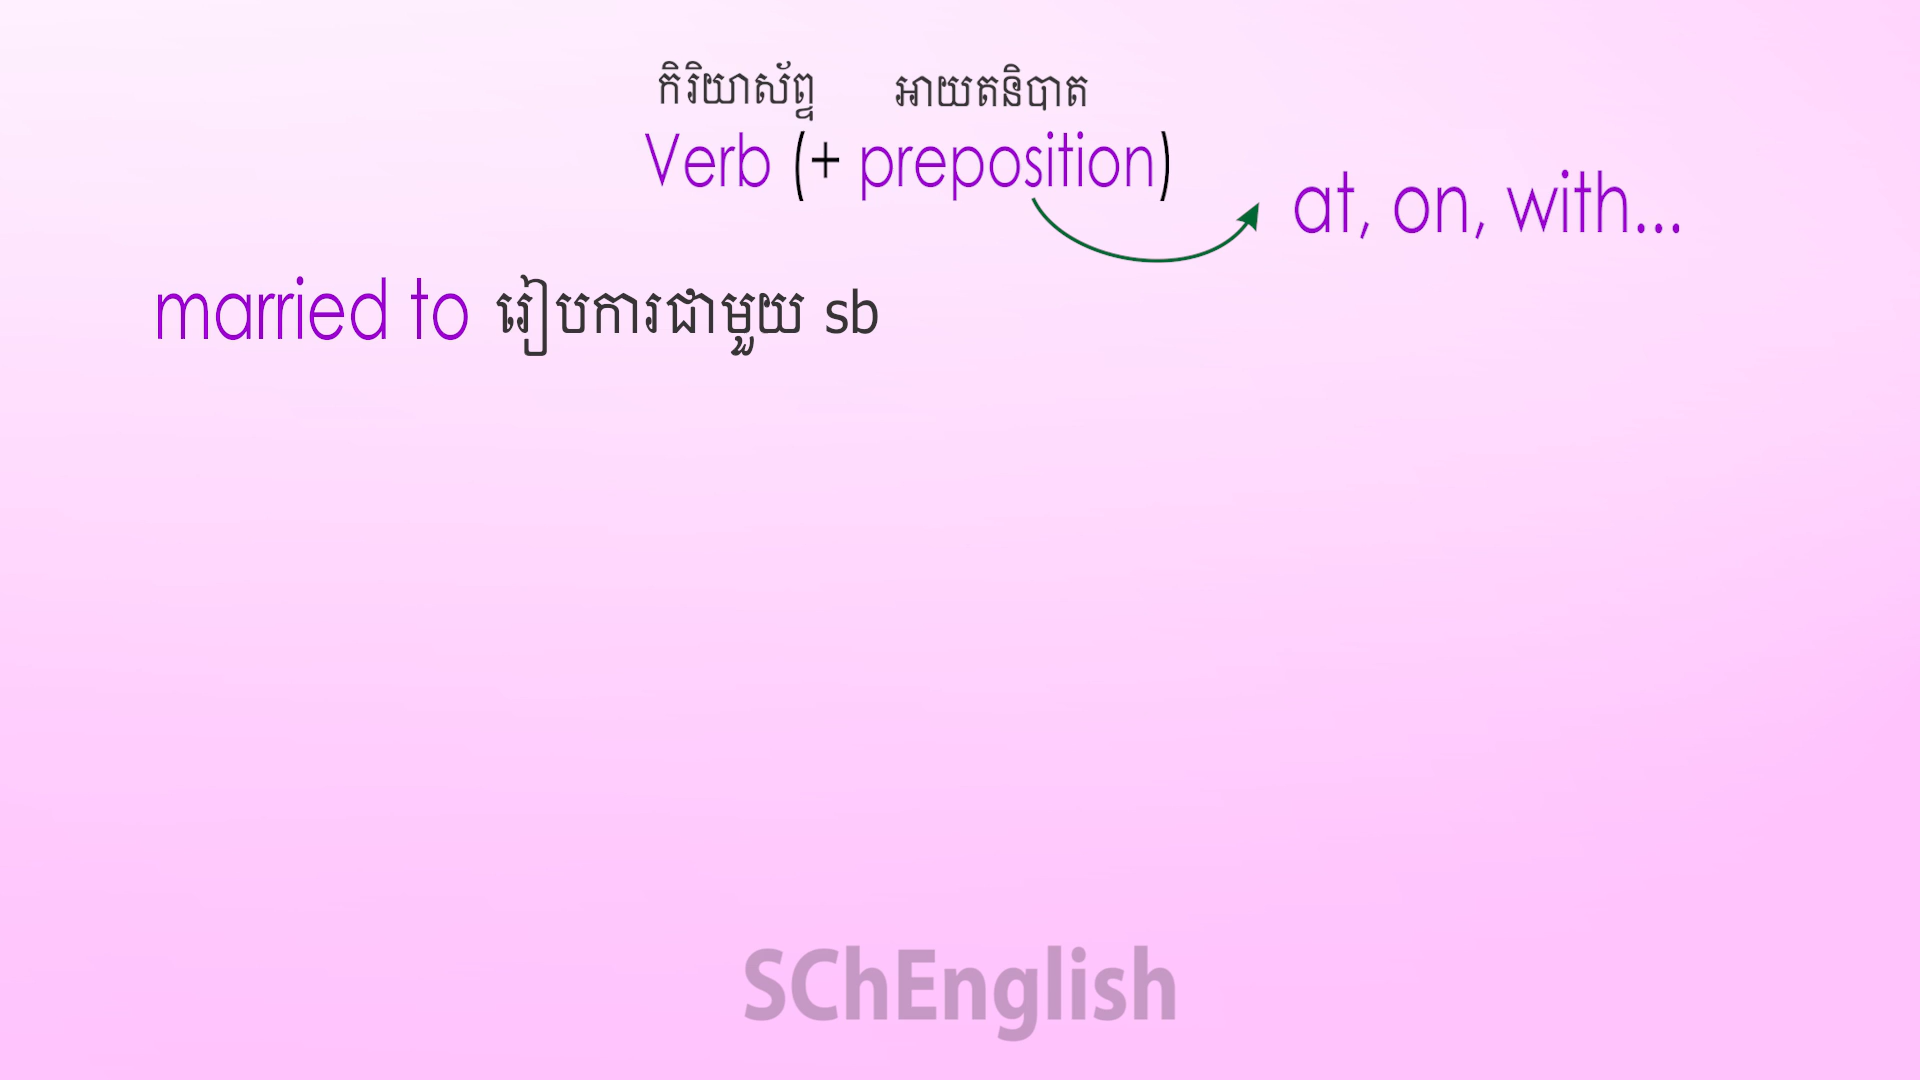 កិរិយាស័ព្ទ អាយតនិបាត
Verb (+ preposition)
at, on, with...
married to រៀបការជាមួយ sb
SChEnglish